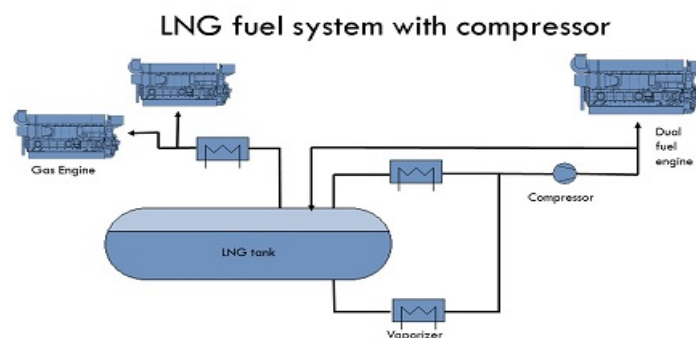 LNG fuel system with compressor
Gas Engine
Dual
fuel
engine
Compressor
LNG tank
Vaporizer